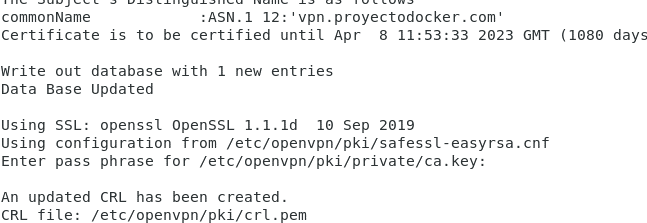 The Subject's Distinguished Name is as follows
commonName            :ASN.1 12:'vpn.proyectodocker.com'
Certificate is to be certified until Apr  8 11:53:33 2023 GMT (1080 days
Write out database with 1 new entries
Data Base Updated
Using SSL: openssl OpenSSL 1.1.1d  10 Sep 2019
Using configuration from /etc/openvpn/pki/safessl-easyrsa.cnf
Enter pass phrase for /etc/openvpn/pki/private/ca.key:
An updated CRL has been created.
CRL file: /etc/openvpn/pki/crl.pem